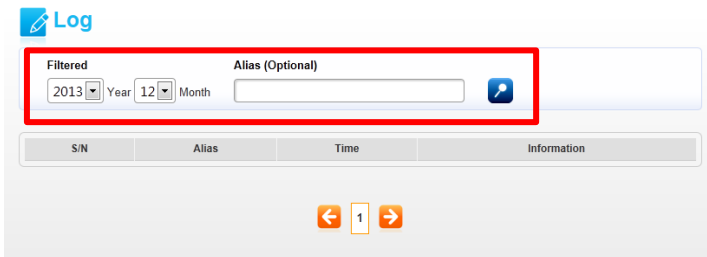 Log
Filtered Alias (Optional)
2013 Year 12 Month
S/N Alias Time Information
1